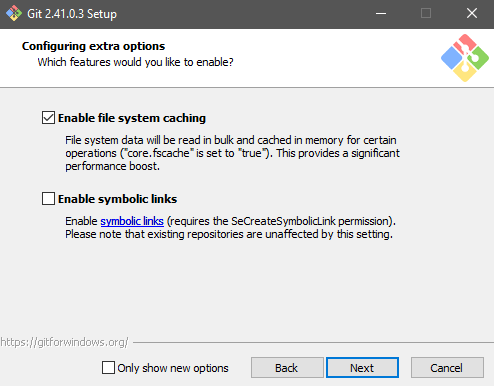 Git 2.41.0.3 Setup
Configuring extra options
Which features would you like to enable?
Enable file system caching
File system data will be read in bulk and cached in memory for certain
operations ("core.fscache" is set to "true"). This provides a significant
performance boost.
Enable symbolic links
Enable symbolic links (requires the SeCreateSymbolicLink permission).
Please note that existing repositories are unaffected by this setting.
https://gitforwindows.org/
Only show new options
Back
Next
Cancel